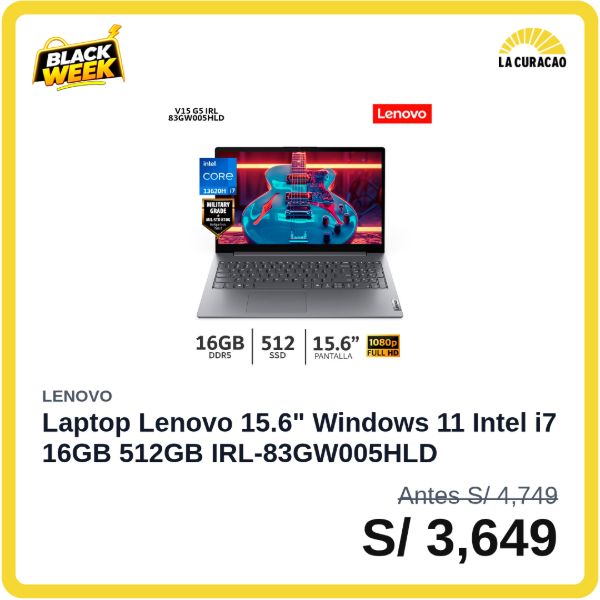 BLACK
WEEK
LA CURACAO
V15 G5 IRL
83GW005HLD
Lenovo
intel
CORE
13620H i7
MILITARY
GRADE
16GB
DDR5
512
SSD
15.6”
PANTALLA
1080p
FULL HD
LENOVO
Laptop Lenovo 15.6" Windows 11 Intel i7
16GB 512GB IRL-83GW005HLD
Antes S/ 4,749
S/ 3,649